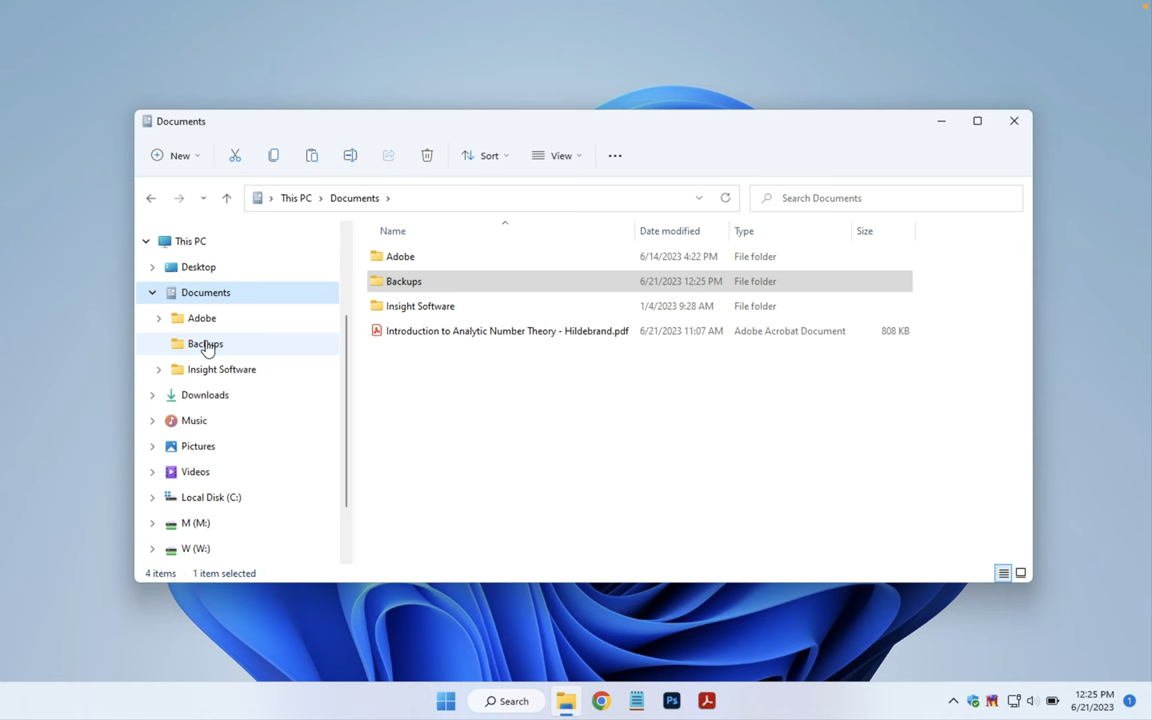 Documents
New
Sort
View
This PC > Documents >
Search Documents
This PC
Desktop
Documents
Adobe
Backups
Insight Software
Downloads
Music
Pictures
Videos
Local Disk (C:)
M (M:)
W (W:)
Name Date modified Type Size
Adobe 6/14/2023 4:22 PM File folder
Backups 6/21/2023 12:25 PM File folder
Insight Software 1/4/2023 9:28 AM File folder
Introduction to Analytic Number Theory - Hildebrand.pdf 6/21/2023 11:07 AM Adobe Acrobat Document 808 KB
4 items 1 item selected
Search
Ps
12:25 PM
6/21/2023
1